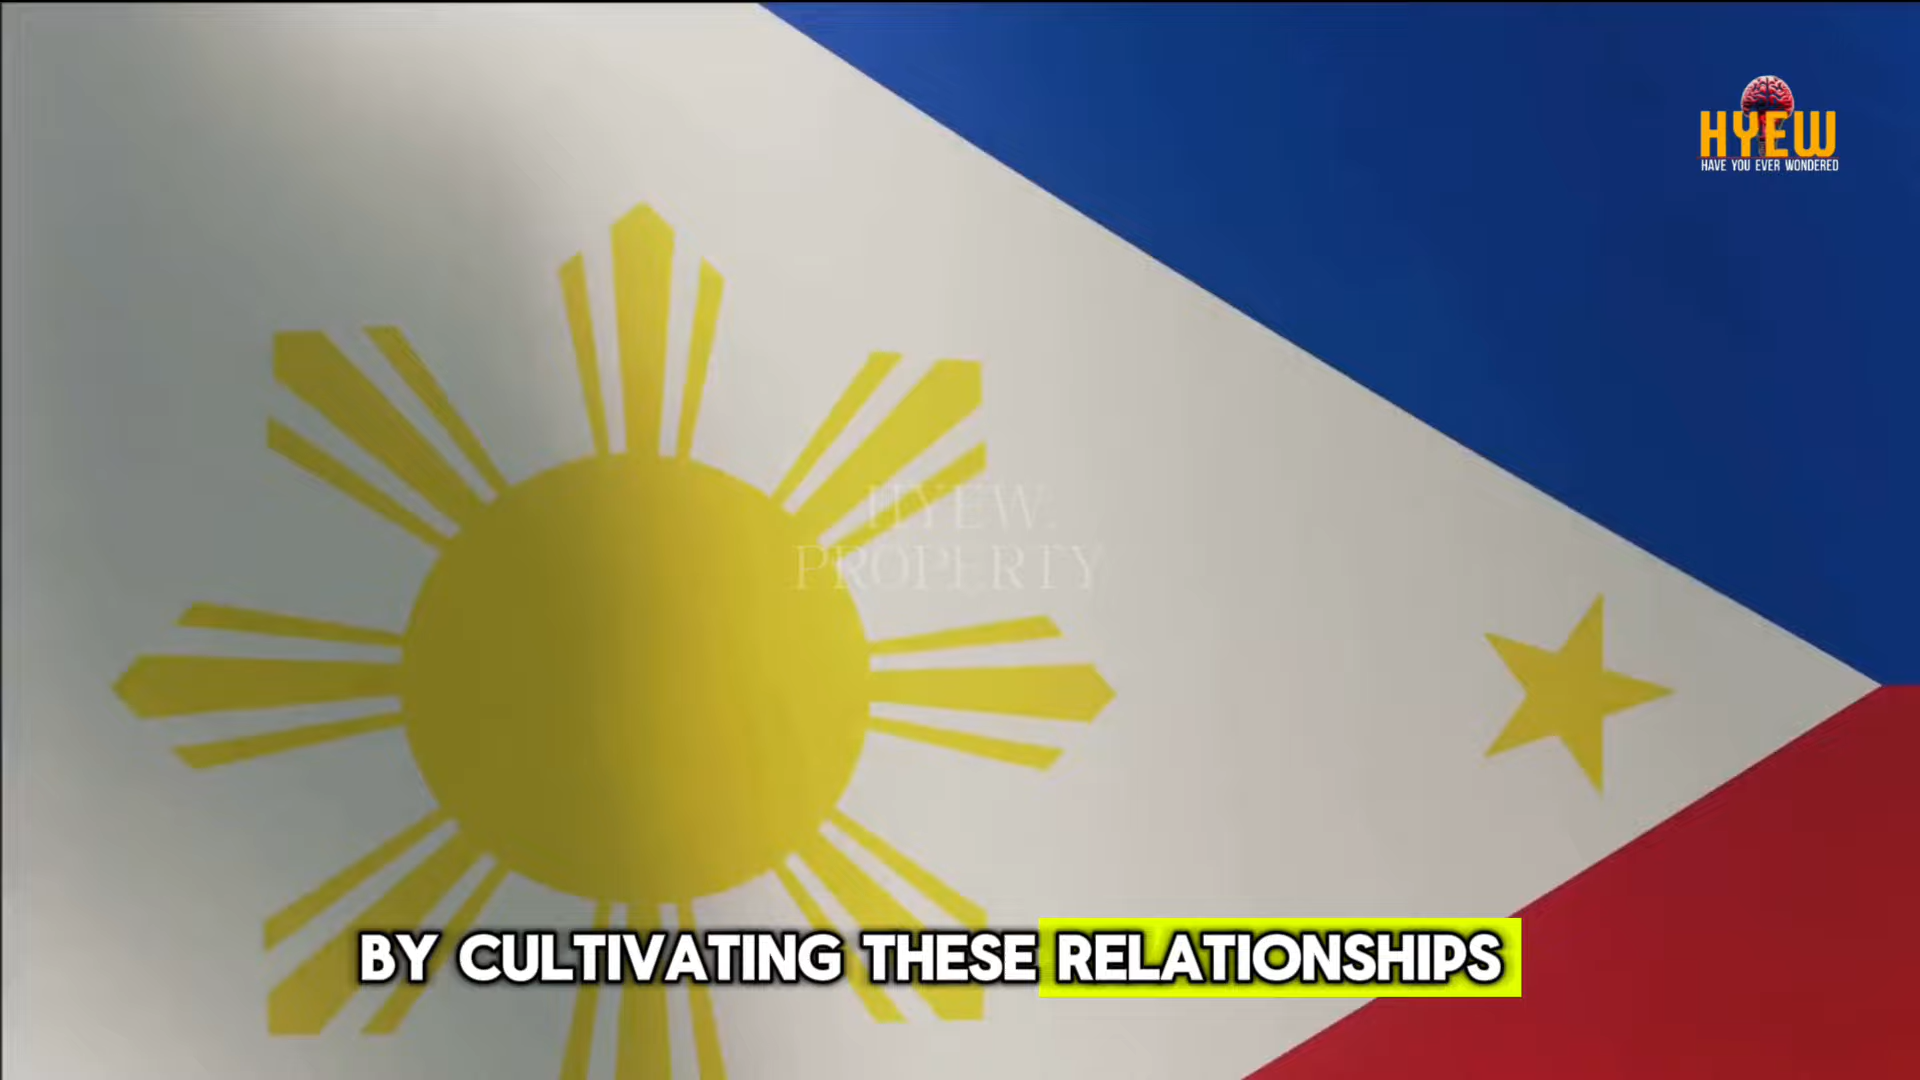 HYEW
HAVE YOU EVER WONDERED
HYEW
PROPERTY
BY CULTIVATING THESE RELATIONSHIPS